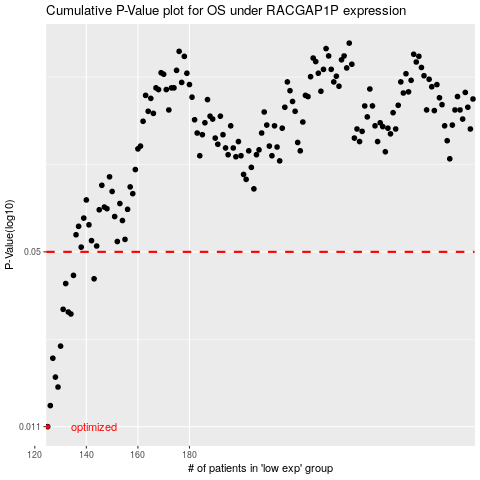 Cumulative P-Value plot for OS under RACGAP1P expression
P-Value(log10)
0.05
0.011
optimized
120 140 160 180
# of patients in 'low exp' group